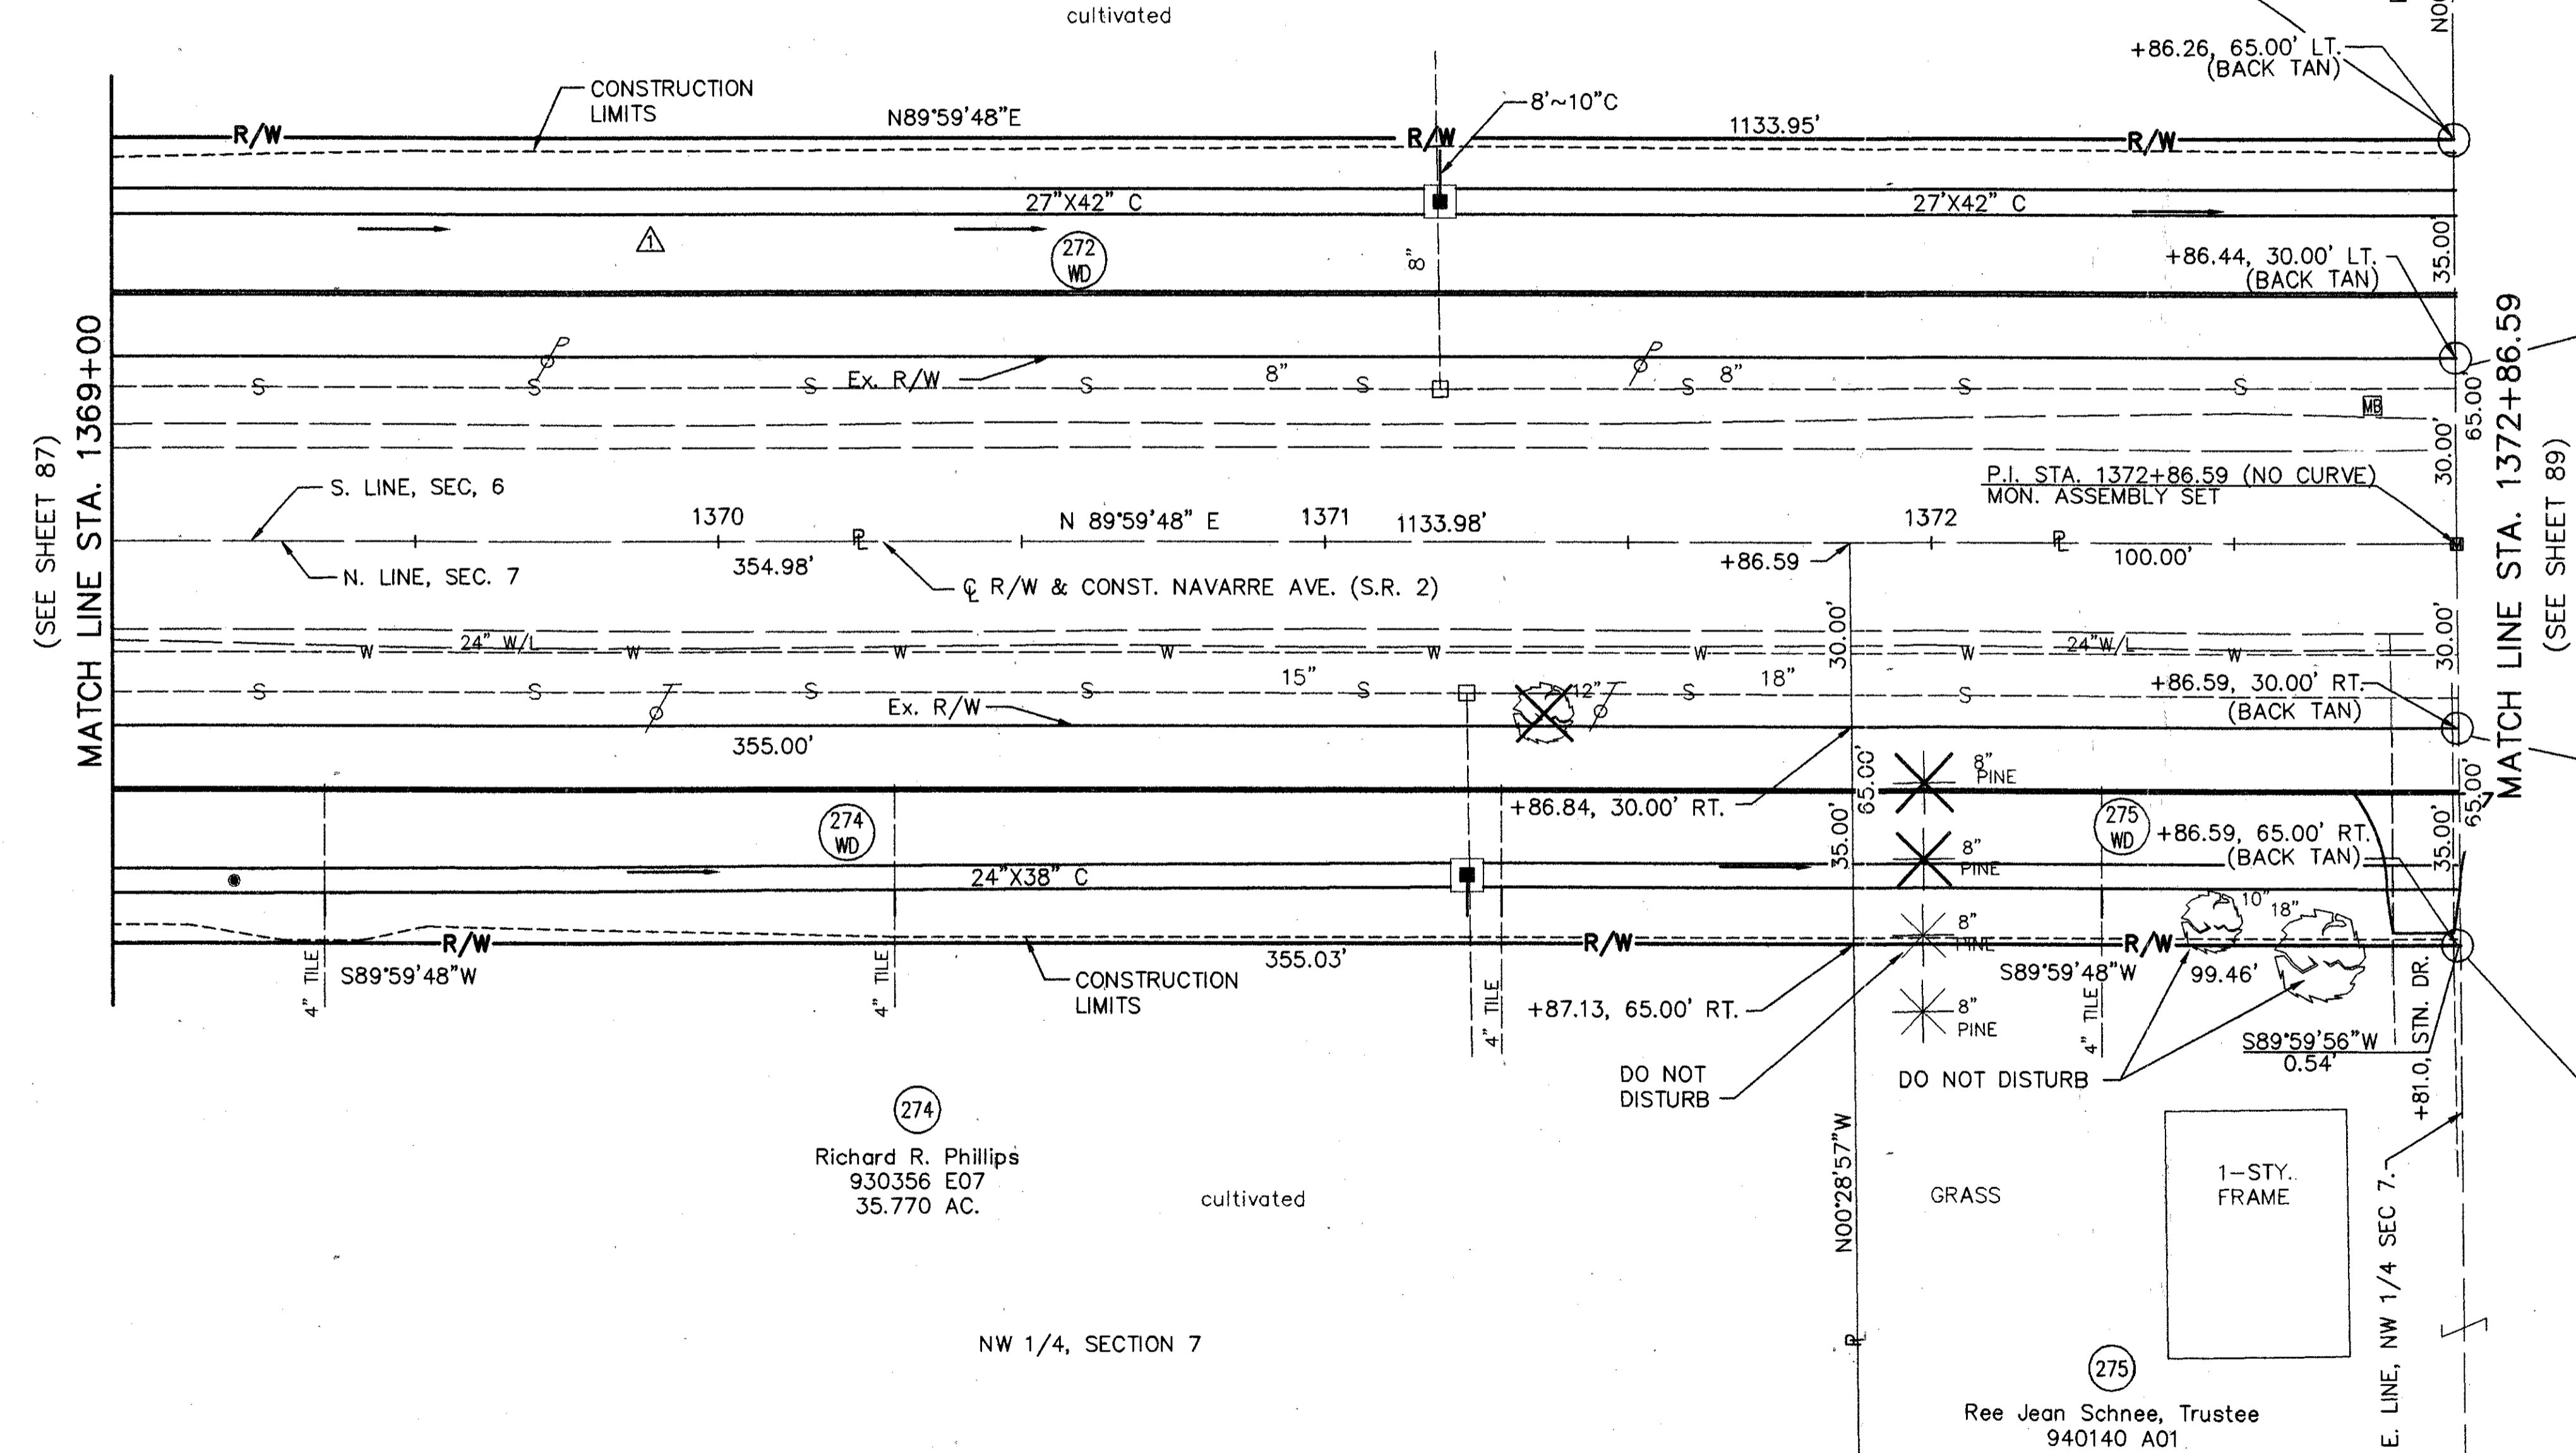 cultivated
+86.26, 65.00' LT.
(BACK TAN)
CONSTRUCTION
LIMITS
N89°59'48"E
8'~10"C
1133.95'
R/W
R/W
R/W
27"X42" C
27'X42" C
1
272
WD
8"
35.00'
+86.44, 30.00' LT.
(BACK TAN)
MATCH LINE STA. 1369+00
(SEE SHEET 87)
MATCH LINE STA. 1372+86.59
(SEE SHEET 89)
P
P
S
S
S
Ex. R/W
S
8"
S
S
8"
S
S
MB
65.00'
30.00'
S. LINE, SEC, 6
P.I. STA. 1372+86.59 (NO CURVE)
MON. ASSEMBLY SET
1370
N 89°59'48" E
1371
1133.98'
1372
M
N. LINE, SEC. 7
354.98'
+86.59
100.00'
℄ R/W & CONST. NAVARRE AVE. (S.R. 2)
30.00'
30.00'
24" W/L
W
W
W
W
W
W
W
24"W/L
W
S
S
S
S
15"
S
12"
S
18"
S
+86.59, 30.00' RT.
(BACK TAN)
T
T
Ex. R/W
355.00'
8"
PINE
65.00'
65.00'
+86.84, 30.00' RT.
274
WD
275
WD
35.00'
35.00'
+86.59, 65.00' RT.
(BACK TAN)
8"
PINE
24"X38" C
10"
18"
8"
PINE
R/W
R/W
R/W
S89°59'48"W
355.03'
S89°59'48"W
99.46'
4" TILE
4" TILE
4" TILE
4" TILE
CONSTRUCTION
LIMITS
+87.13, 65.00' RT.
8"
PINE
+81.0, STN. DR.
S89°59'56"W
0.54'
DO NOT
DISTURB
DO NOT DISTURB
274
Richard R. Phillips
930356 E07
35.770 AC.
cultivated
N00°28'57"W
GRASS
1-STY.
FRAME
E. LINE, NW 1/4 SEC 7.
NW 1/4, SECTION 7
275
Ree Jean Schnee, Trustee
940140 A01